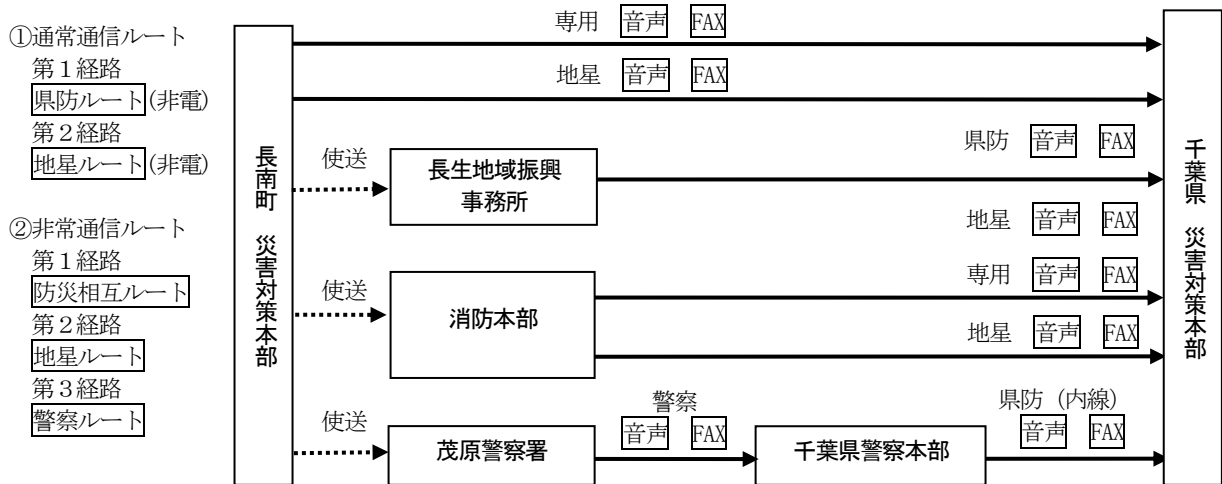 ①通常通信ルート
第1経路
県防ルート(非電)
第2経路
地星ルート(非電)
②非常通信ルート
第1経路
防災相互ルート
第2経路
地星ルート
第3経路
警察ルート
長南町 災害対策本部
専用 音声 FAX
地星 音声 FAX
使送
長生地域振興
事務所
県防 音声 FAX
地星 音声 FAX
使送
消防本部
専用 音声 FAX
地星 音声 FAX
使送
茂原警察署
警察
音声 FAX
千葉県警察本部
県防(内線)
音声 FAX
千葉県 災害対策本部